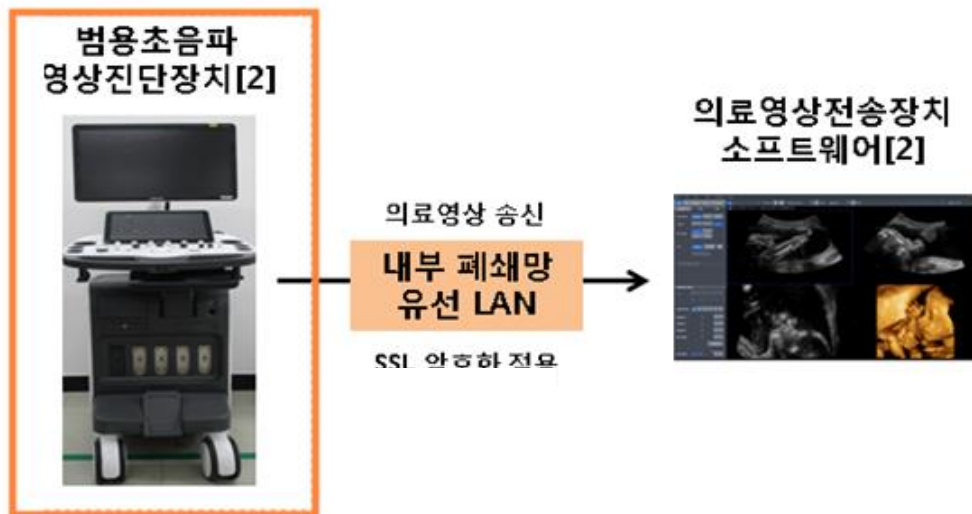 범용초음파
영상진단장치[2]
의료영상전송장치
소프트웨어[2]
의료영상 송신
내부 폐쇄망
유선 LAN
SSL 암호화 적용